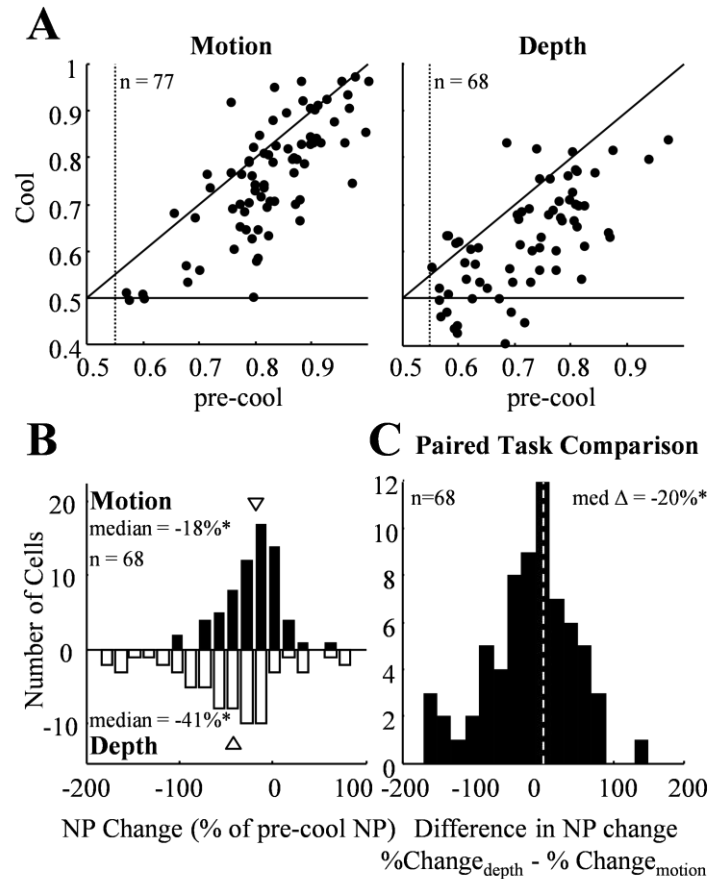 A
Motion
Depth
1
0.9
0.8
0.7
0.6
0.5
0.4
Cool
n = 77
n = 68
0.5 0.6 0.7 0.8 0.9
0.5 0.6 0.7 0.8 0.9
pre-cool
pre-cool
B
C Paired Task Comparison
20
10
0
-10
Number of Cells
Motion
median = -18%*
n = 68
median = -41%*
Depth
-200 -100 0 100
NP Change (% of pre-cool NP)
12
10
8
6
4
2
0
n=68
med Δ = -20%*
-200 -100 0 100 200
Difference in NP change
%Change depth - % Change motion